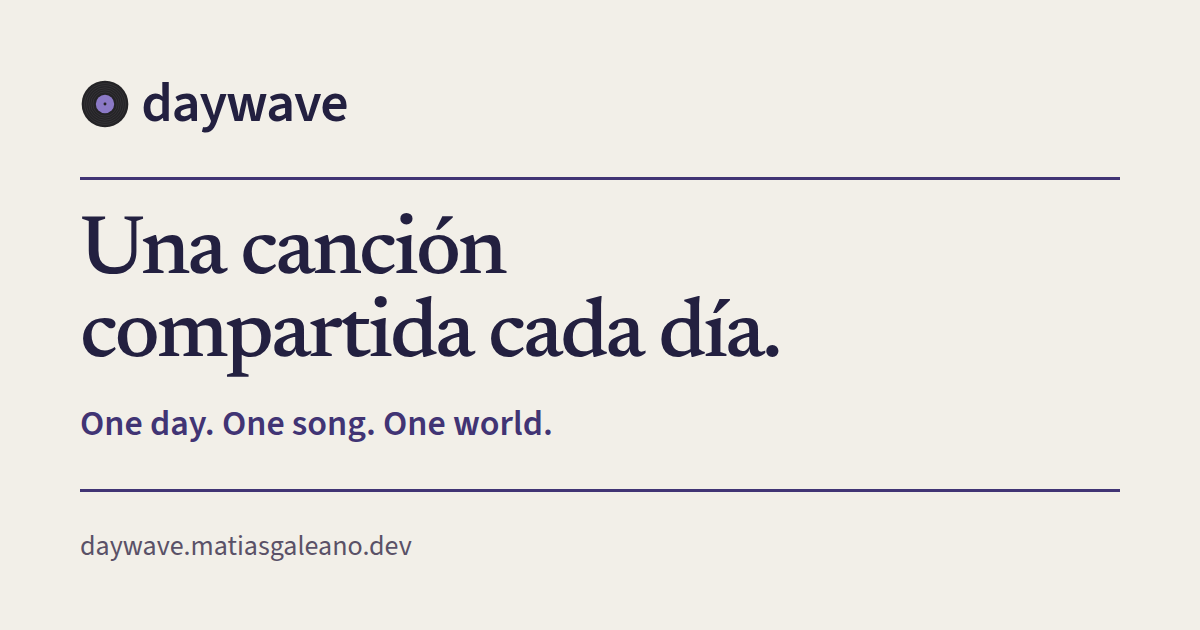 daywave
Una canción
compartida cada día.
One day. One song. One world.
daywave.matiasgaleano.dev